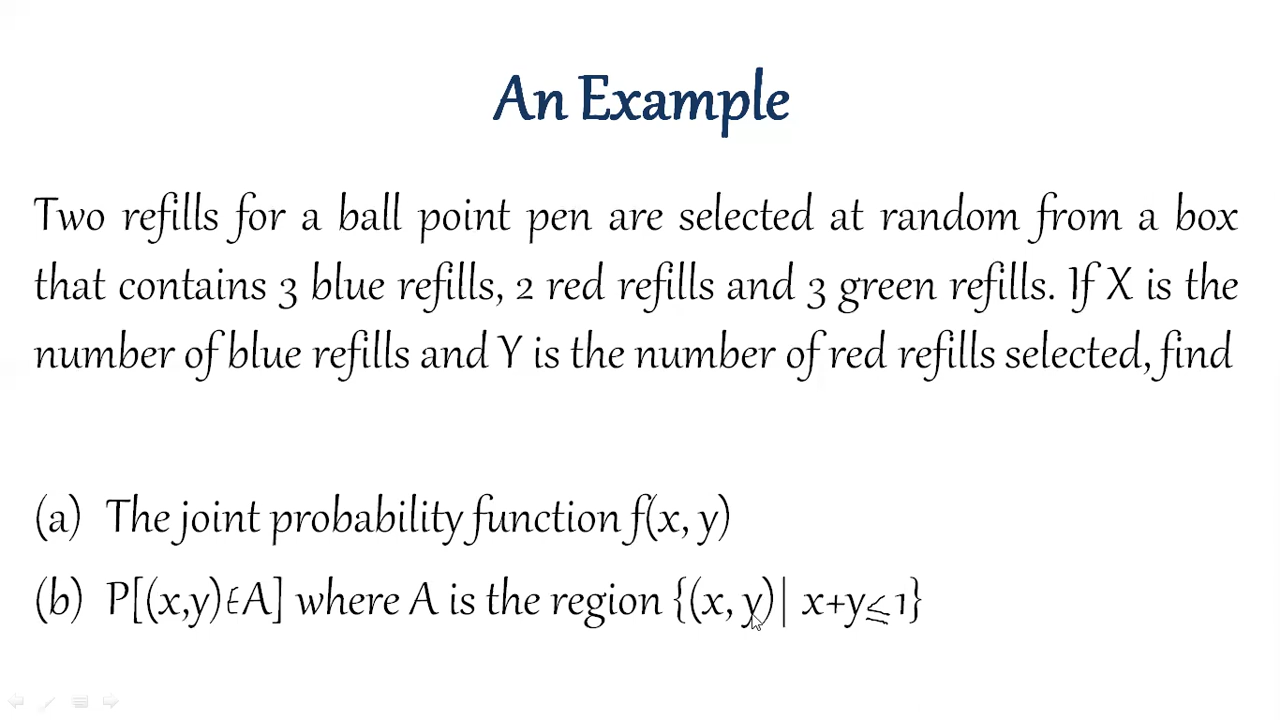 An Example
Two refills for a ball point pen are selected at random from a box
that contains 3 blue refills, 2 red refills and 3 green refills. If X is the
number of blue refills and Y is the number of red refills selected, find
(a) The joint probability function f(x, y)
(b) P[(x,y)∈A] where A is the region {(x, y)| x+y≤1}